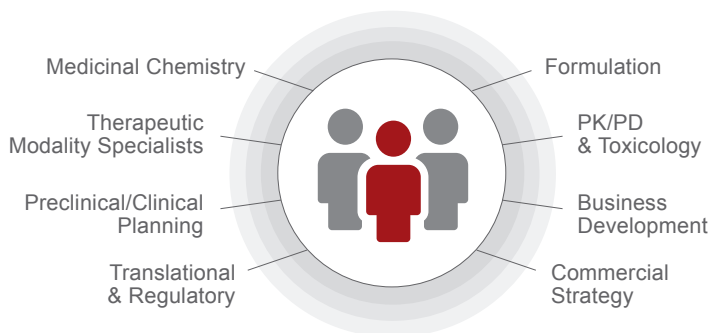 Medicinal Chemistry
Therapeutic
Modality Specialists
Preclinical/Clinical
Planning
Translational
& Regulatory
Formulation
PK/PD
& Toxicology
Business
Development
Commercial
Strategy